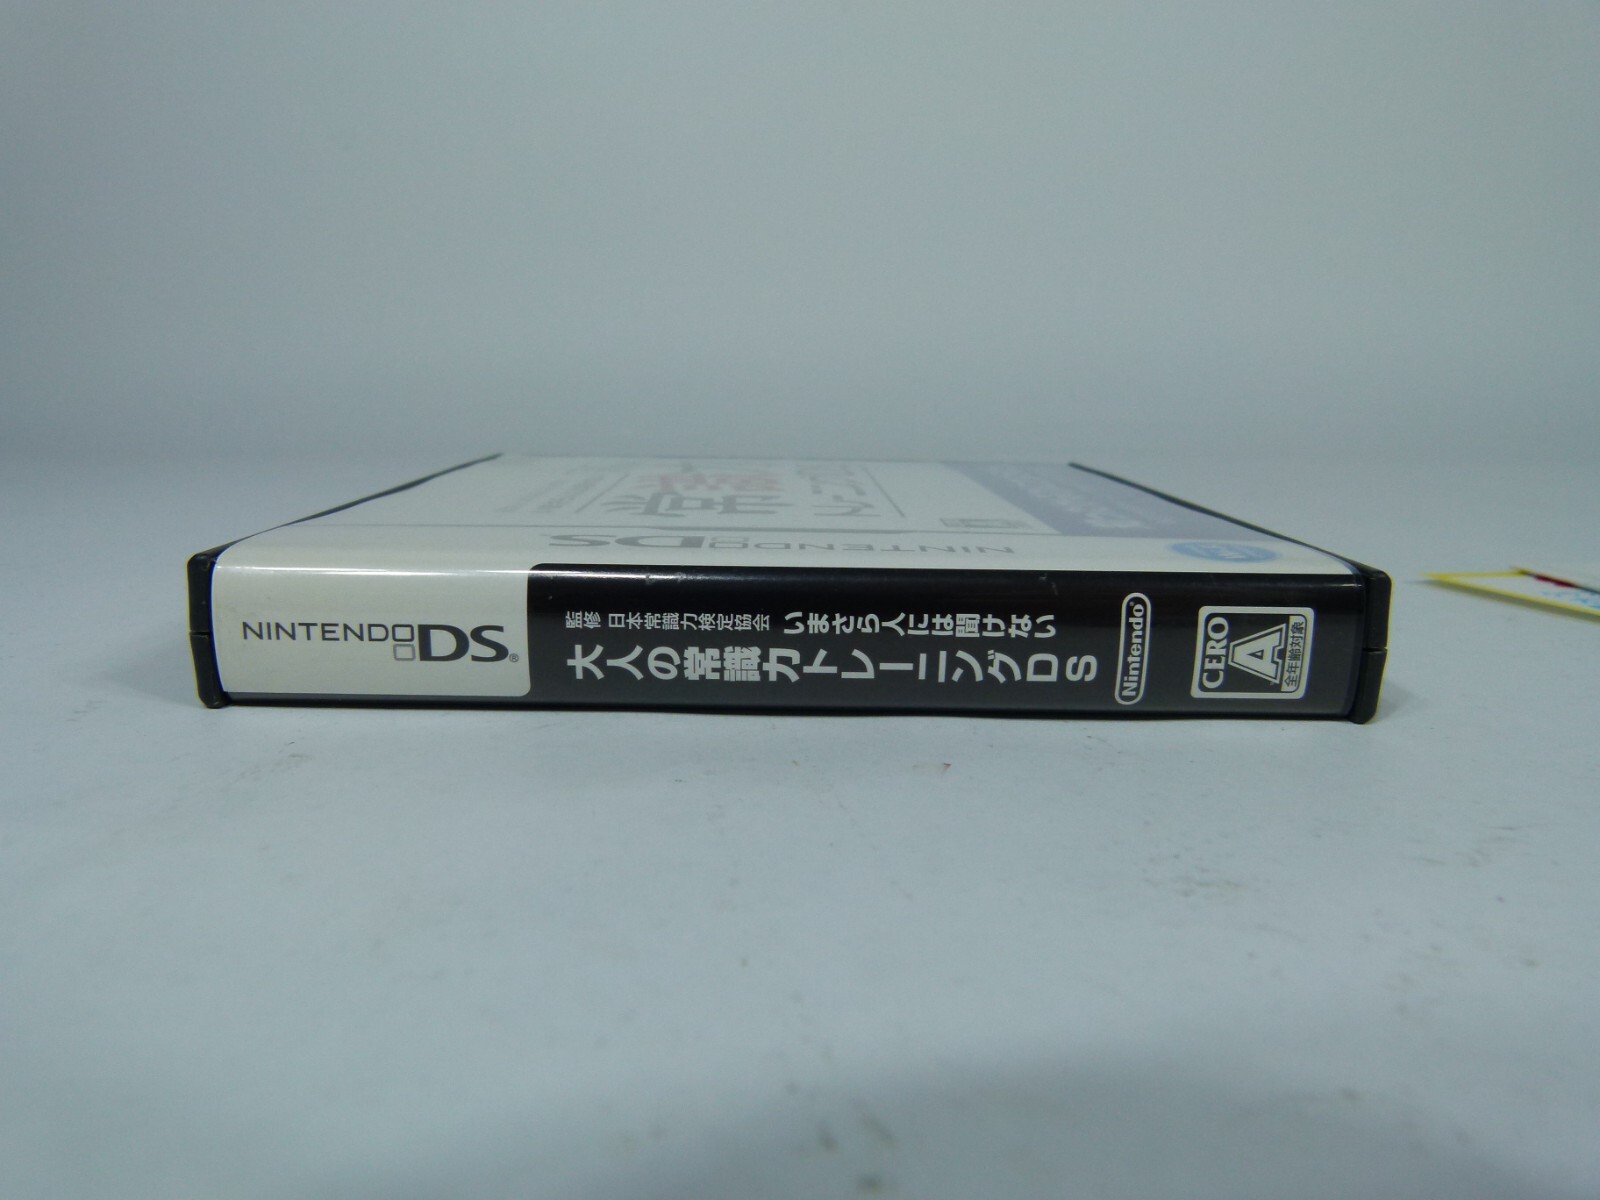 NINTENDO DS
NINTENDO DS®
監修 日本常識力検定協会 いまさら人には聞けない
大人の常識力トレーニングDS
Nintendo®
CERO
A
全年齢対象